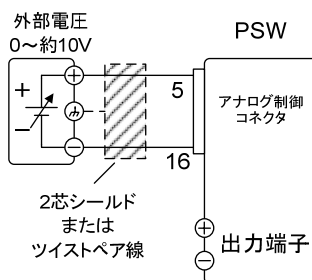 外部電圧
0～約10V
PSW
+
−
+
−
5
16
アナログ制御
コネクタ
2芯シールド
または
ツイストペア線
+
−
出力端子